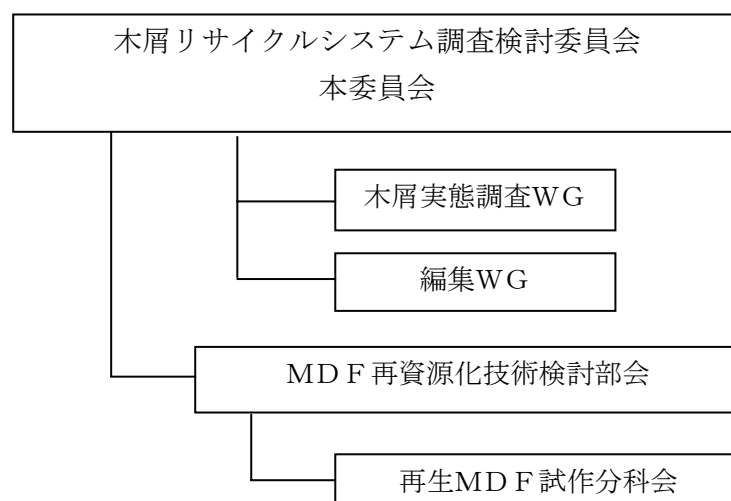 木屑リサイクルシステム調査検討委員会
本委員会
木屑実態調査ＷＧ
編集ＷＧ
ＭＤＦ再資源化技術検討部会
再生MＤＦ試作分科会